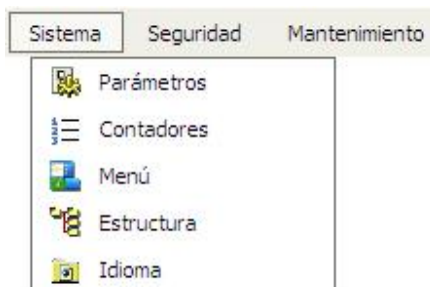 Sistema Seguridad Mantenimiento
Parámetros
Contadores
Menú
Estructura
Idioma